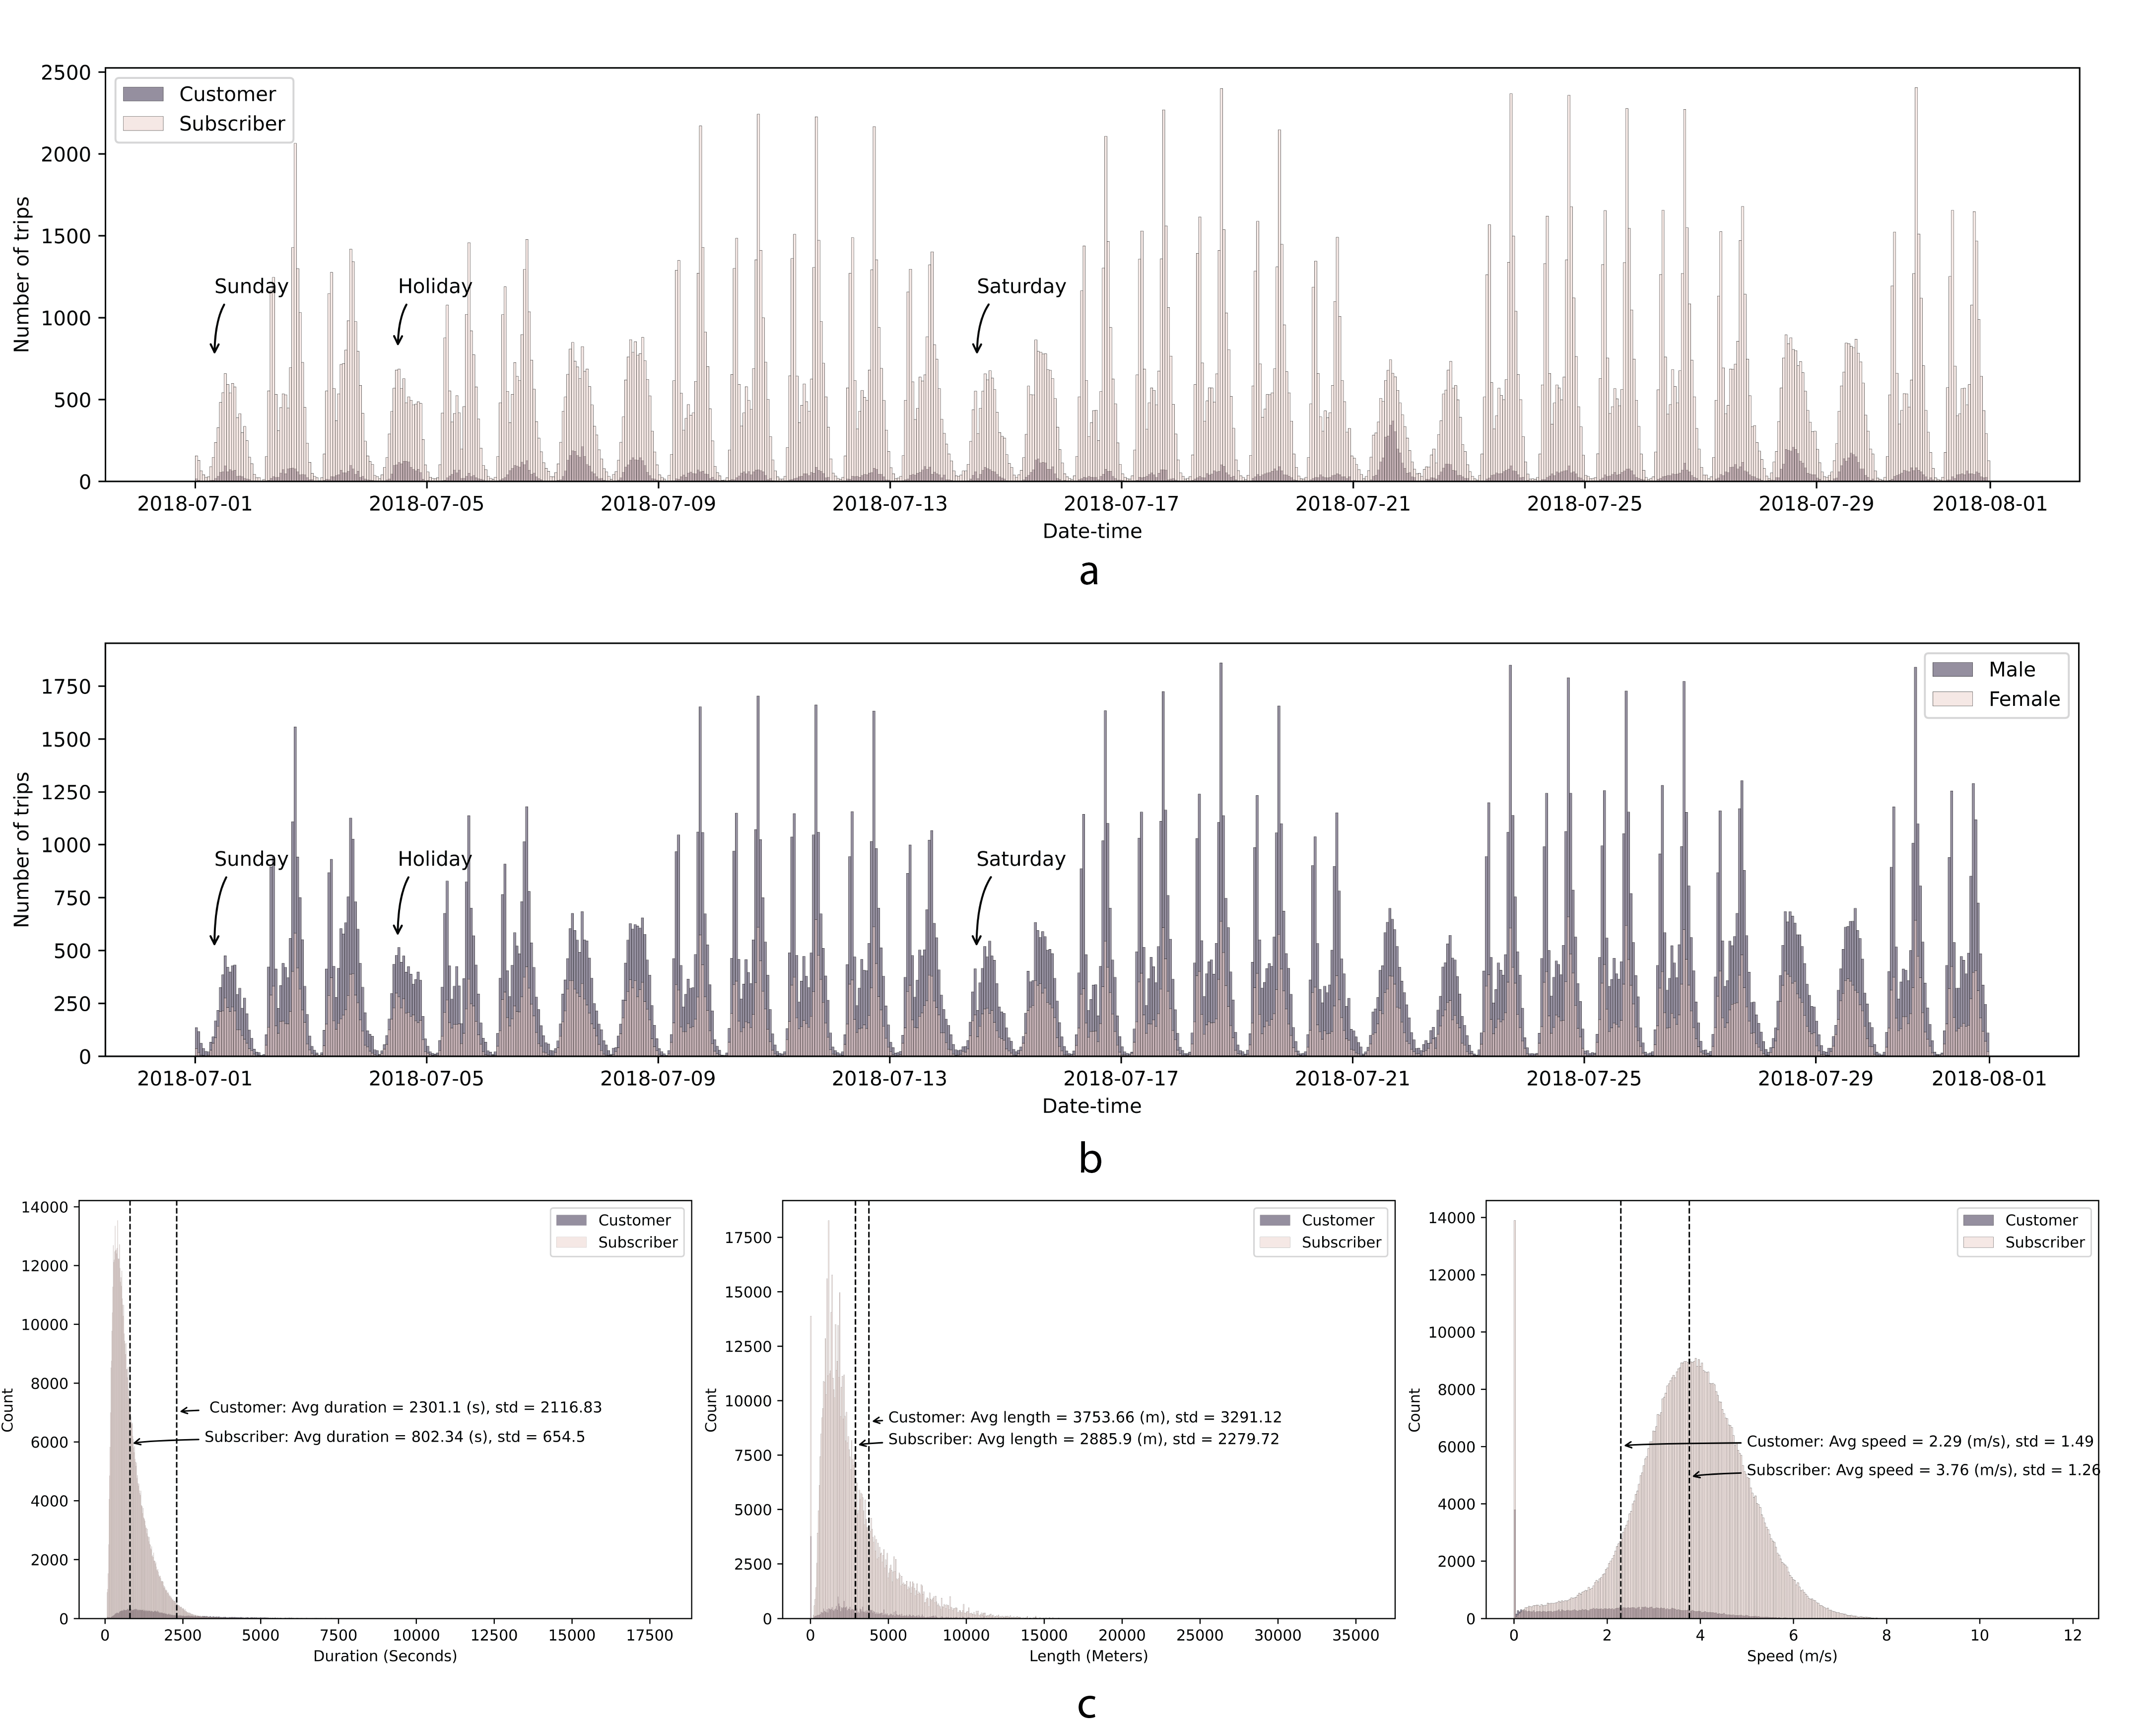 2500
2000
1500
1000
500
0
Number of trips
Customer
Subscriber
Sunday
Holiday
Saturday
2018-07-01 2018-07-05 2018-07-09 2018-07-13 2018-07-17 2018-07-21 2018-07-25 2018-07-29 2018-08-01
Date-time
a
1750
1500
1250
1000
750
500
250
0
Number of trips
Male
Female
Sunday
Holiday
Saturday
2018-07-01 2018-07-05 2018-07-09 2018-07-13 2018-07-17 2018-07-21 2018-07-25 2018-07-29 2018-08-01
Date-time
b
14000
12000
10000
8000
6000
4000
2000
0
Count
Customer
Subscriber
Customer: Avg duration = 2301.1 (s), std = 2116.83
Subscriber: Avg duration = 802.34 (s), std = 654.5
0 2500 5000 7500 10000 12500 15000 17500
Duration (Seconds)
17500
15000
12500
10000
7500
5000
2500
0
Count
Customer
Subscriber
Customer: Avg length = 3753.66 (m), std = 3291.12
Subscriber: Avg length = 2885.9 (m), std = 2279.72
0 5000 10000 15000 20000 25000 30000 35000
Length (Meters)
14000
12000
10000
8000
6000
4000
2000
0
Count
Customer
Subscriber
Customer: Avg speed = 2.29 (m/s), std = 1.49
Subscriber: Avg speed = 3.76 (m/s), std = 1.26
0 2 4 6 8 10 12
Speed (m/s)
c